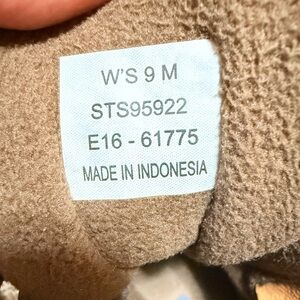 W'S 9 M
STS95922
E16 - 61775
MADE IN INDONESIA